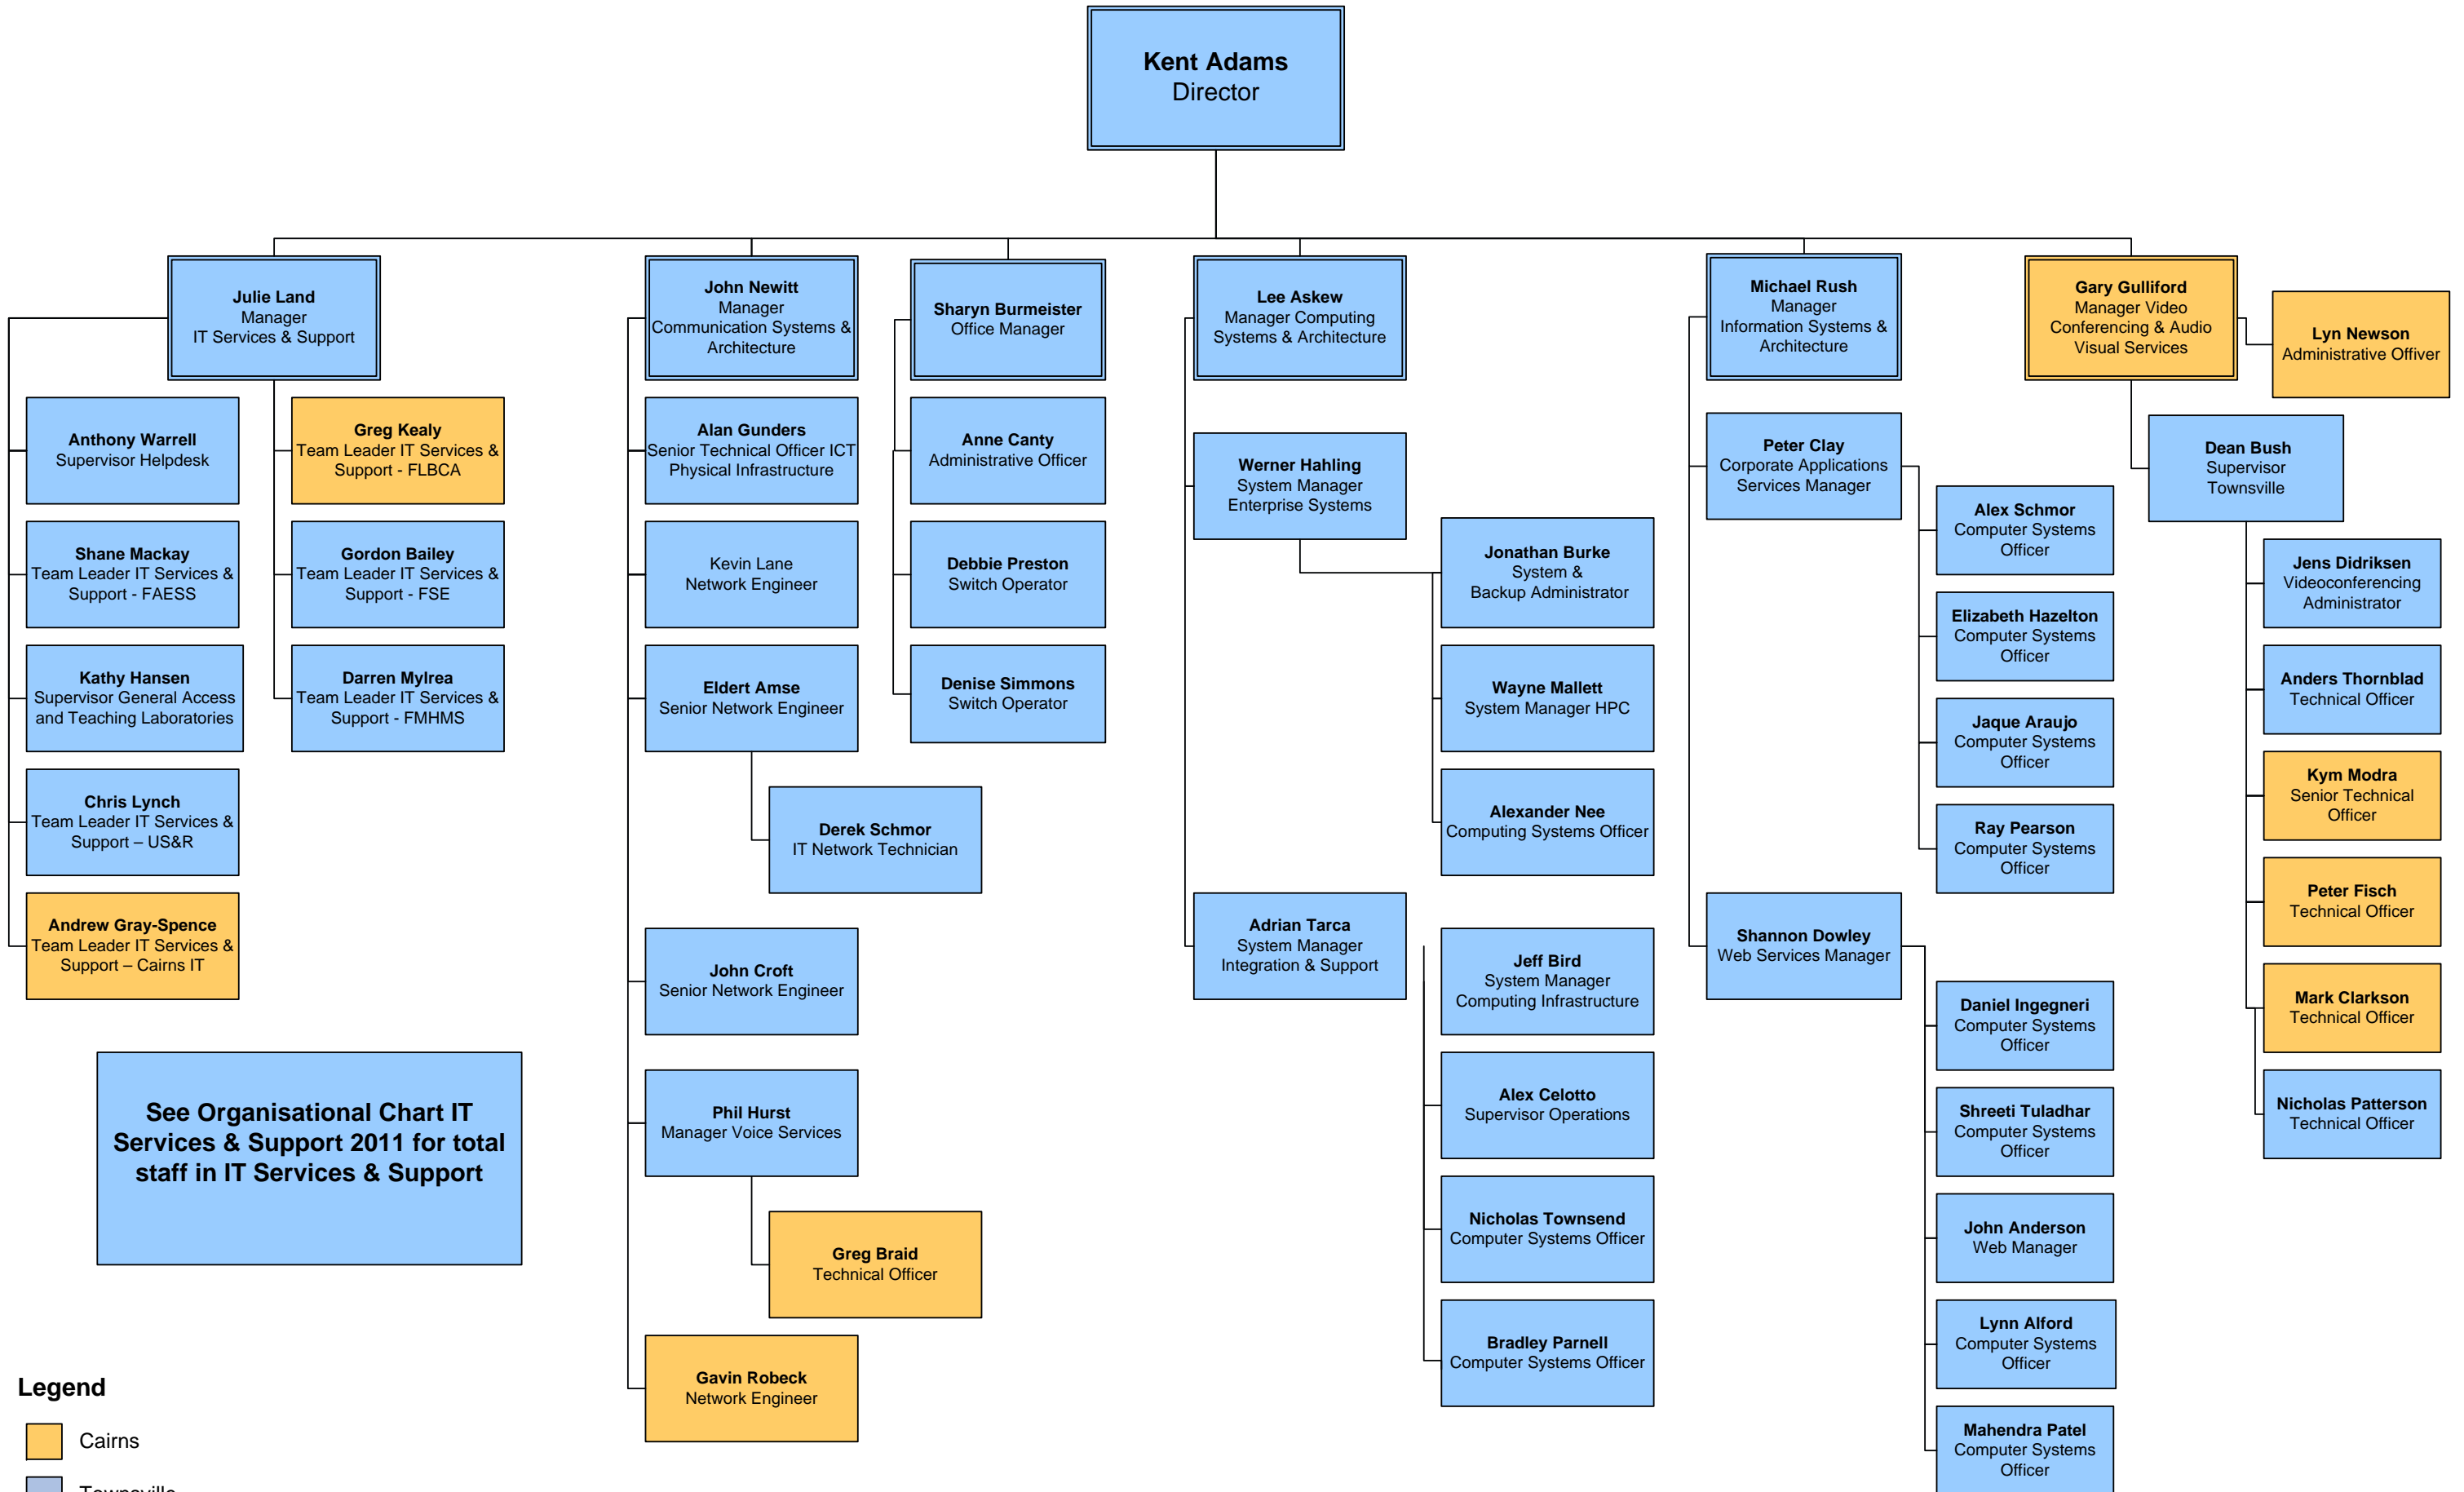 Kent Adams
Director
Julie Land
Manager
IT Services & Support
Anthony Warrell
Supervisor Helpdesk
Shane Mackay
Team Leader IT Services &
Support - FAESS
Kathy Hansen
Supervisor General Access
and Teaching Laboratories
Chris Lynch
Team Leader IT Services &
Support – US&R
Andrew Gray-Spence
Team Leader IT Services &
Support – Cairns IT
Greg Kealy
Team Leader IT Services &
Support - FLBCA
Gordon Bailey
Team Leader IT Services &
Support - FSE
Darren Mylrea
Team Leader IT Services &
Support - FMHMS
John Newitt
Manager
Communication Systems &
Architecture
Alan Gunders
Senior Technical Officer ICT
Physical Infrastructure
Kevin Lane
Network Engineer
Eldert Amse
Senior Network Engineer
Derek Schmor
IT Network Technician
John Croft
Senior Network Engineer
Phil Hurst
Manager Voice Services
Greg Braid
Technical Officer
Gavin Robeck
Network Engineer
Sharyn Burmeister
Office Manager
Anne Canty
Administrative Officer
Debbie Preston
Switch Operator
Denise Simmons
Switch Operator
Lee Askew
Manager Computing
Systems & Architecture
Werner Hahling
System Manager
Enterprise Systems
Jonathan Burke
System &
Backup Administrator
Wayne Mallett
System Manager HPC
Alexander Nee
Computing Systems Officer
Adrian Tarca
System Manager
Integration & Support
Jeff Bird
System Manager
Computing Infrastructure
Alex Celotto
Supervisor Operations
Nicholas Townsend
Computer Systems Officer
Bradley Parnell
Computer Systems Officer
Michael Rush
Manager
Information Systems &
Architecture
Peter Clay
Corporate Applications
Services Manager
Alex Schmor
Computer Systems
Officer
Elizabeth Hazelton
Computer Systems
Officer
Jaque Araujo
Computer Systems
Officer
Ray Pearson
Computer Systems
Officer
Shannon Dowley
Web Services Manager
Daniel Ingegneri
Computer Systems
Officer
Shreeti Tuladhar
Computer Systems
Officer
John Anderson
Web Manager
Lynn Alford
Computer Systems
Officer
Mahendra Patel
Computer Systems
Officer
Gary Gulliford
Manager Video
Conferencing & Audio
Visual Services
Lyn Newson
Administrative Offiver
Dean Bush
Supervisor
Townsville
Jens Didriksen
Videoconferencing
Administrator
Anders Thornblad
Technical Officer
Kym Modra
Senior Technical
Officer
Peter Fisch
Technical Officer
Mark Clarkson
Technical Officer
Nicholas Patterson
Technical Officer
See Organisational Chart IT
Services & Support 2011 for total
staff in IT Services & Support
Legend
Cairns
Townsville